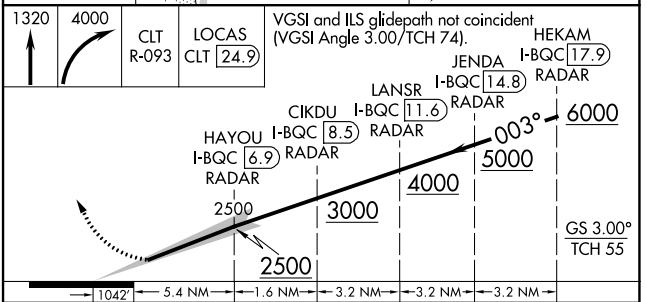 1320 4000 CLT R-093 LOCAS CLT 24.9
VGSI and ILS glidepath not coincident
(VGSI Angle 3.00/TCH 74).
HEKAM
I-BQC 17.9
RADAR
JENDA
I-BQC 14.8
RADAR
LANSR
I-BQC 11.6
RADAR
CIKDU
I-BQC 8.5
RADAR
HAYOU
I-BQC 6.9
RADAR
003°
6000
5000
4000
3000
2500
2500
GS 3.00°
TCH 55
1042' 5.4 NM 1.6 NM 3.2 NM 3.2 NM 3.2 NM